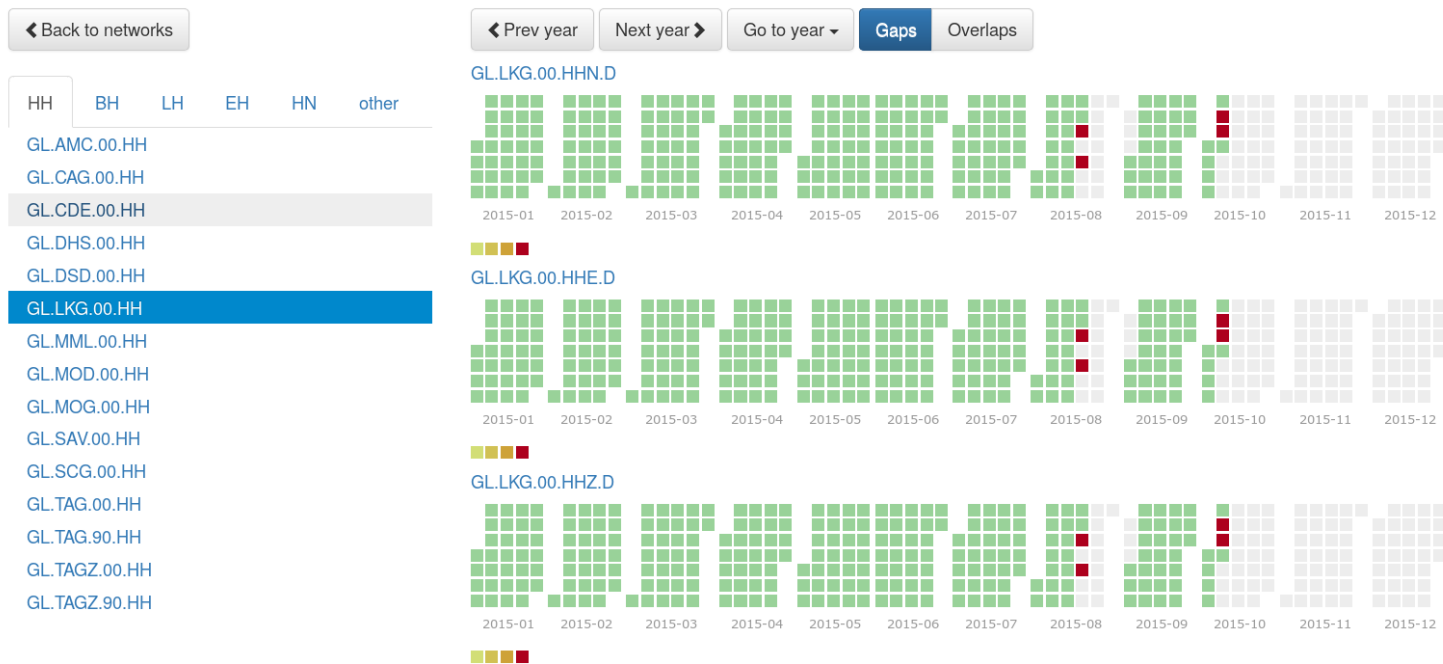 Back to networks
Prev year Next year Go to year Gaps Overlaps
HH BH LH EH HN other
GL.AMC.00.HH
GL.CAG.00.HH
GL.CDE.00.HH
GL.DHS.00.HH
GL.DSD.00.HH
GL.LKG.00.HH
GL.MML.00.HH
GL.MOD.00.HH
GL.MOG.00.HH
GL.SAV.00.HH
GL.SCG.00.HH
GL.TAG.00.HH
GL.TAG.90.HH
GL.TAGZ.00.HH
GL.TAGZ.90.HH
GL.LKG.00.HHN.D
2015-01 2015-02 2015-03 2015-04 2015-05 2015-06 2015-07 2015-08 2015-09 2015-10 2015-11 2015-12
GL.LKG.00.HHE.D
2015-01 2015-02 2015-03 2015-04 2015-05 2015-06 2015-07 2015-08 2015-09 2015-10 2015-11 2015-12
GL.LKG.00.HHZ.D
2015-01 2015-02 2015-03 2015-04 2015-05 2015-06 2015-07 2015-08 2015-09 2015-10 2015-11 2015-12